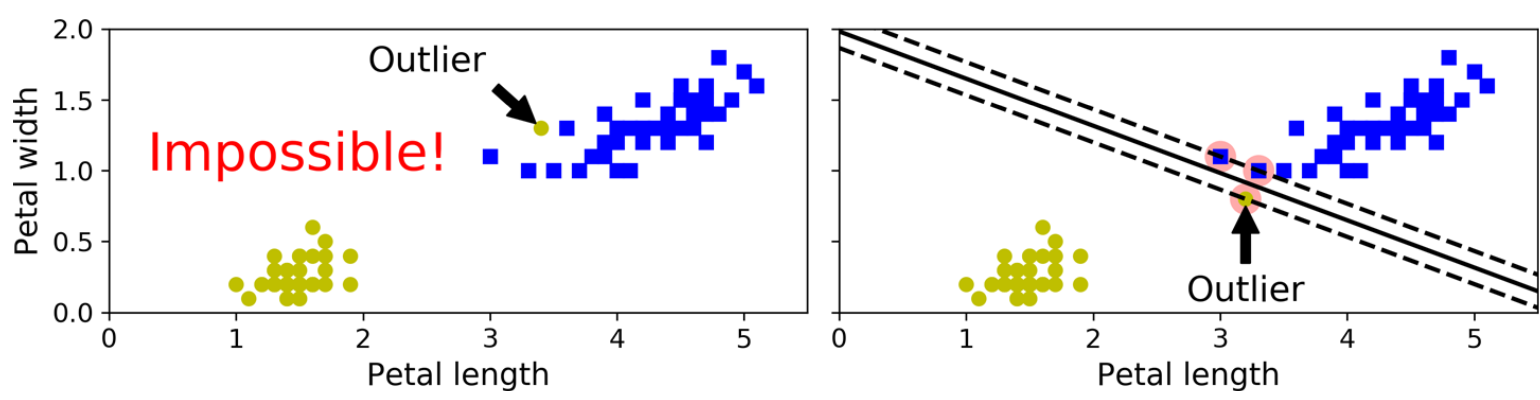 Outlier
Impossible!
Petal width
2.0
1.5
1.0
0.5
0.0
0 1 2 3 4 5
Petal length
Outlier
0 1 2 3 4 5
Petal length